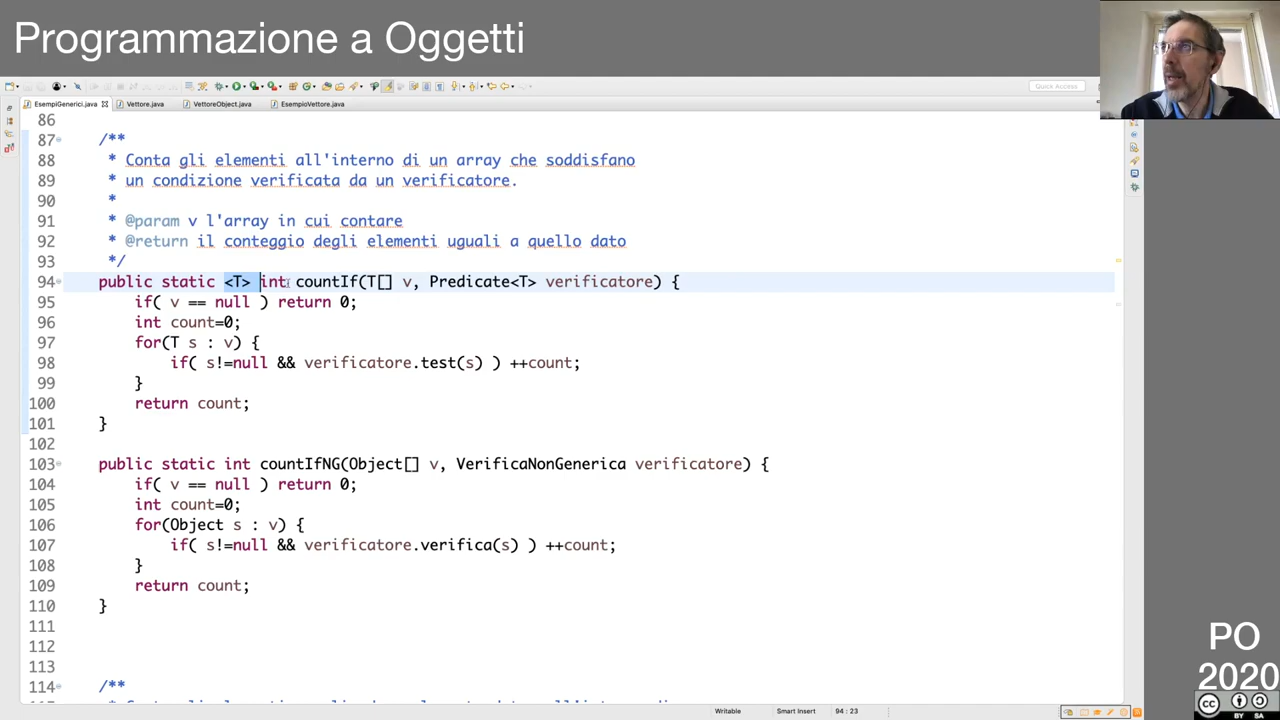 Programmazione a Oggetti
Quick Access
EsempiGenerici.java Vettore.java VettoreObject.java EsempioVettore.java
86
87 /**
88 * Conta gli elementi all'interno di un array che soddisfano
89 * un condizione verificata da un verificatore.
90 *
91 * @param v l'array in cui contare
92 * @return il conteggio degli elementi uguali a quello dato
93 */
94 public static <T> int countIf(T[] v, Predicate<T> verificatore) {
95 if( v == null ) return 0;
96 int count=0;
97 for(T s : v) {
98 if( s!=null && verificatore.test(s) ) ++count;
99 }
100 return count;
101 }
102
103 public static int countIfNG(Object[] v, VerificaNonGenerica verificatore) {
104 if( v == null ) return 0;
105 int count=0;
106 for(Object s : v) {
107 if( s!=null && verificatore.verifica(s) ) ++count;
108 }
109 return count;
110 }
111
112
113
114 /**
Writable Smart Insert 94 : 23
PO
2020
CC BY SA